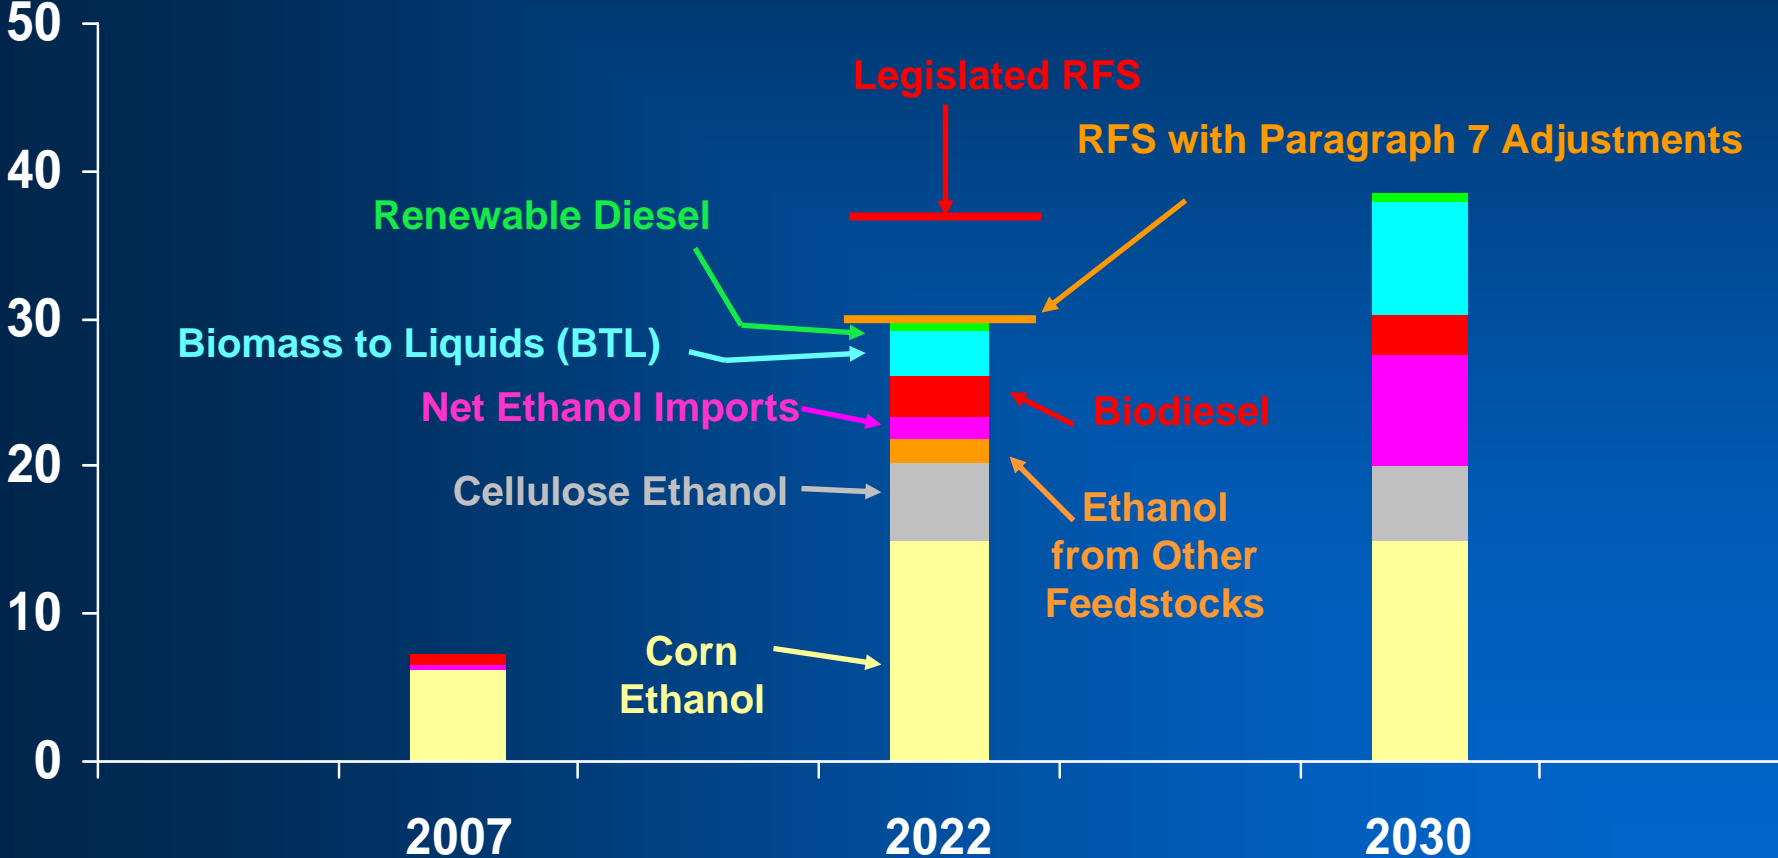 50
Legislated RFS
RFS with Paragraph 7 Adjustments
40
Renewable Diesel
30
Biomass to Liquids (BTL)
Net Ethanol Imports
Biodiesel
20
Cellulose Ethanol
Ethanol
from Other
Feedstocks
10
Corn
Ethanol
0
2007
2022
2030